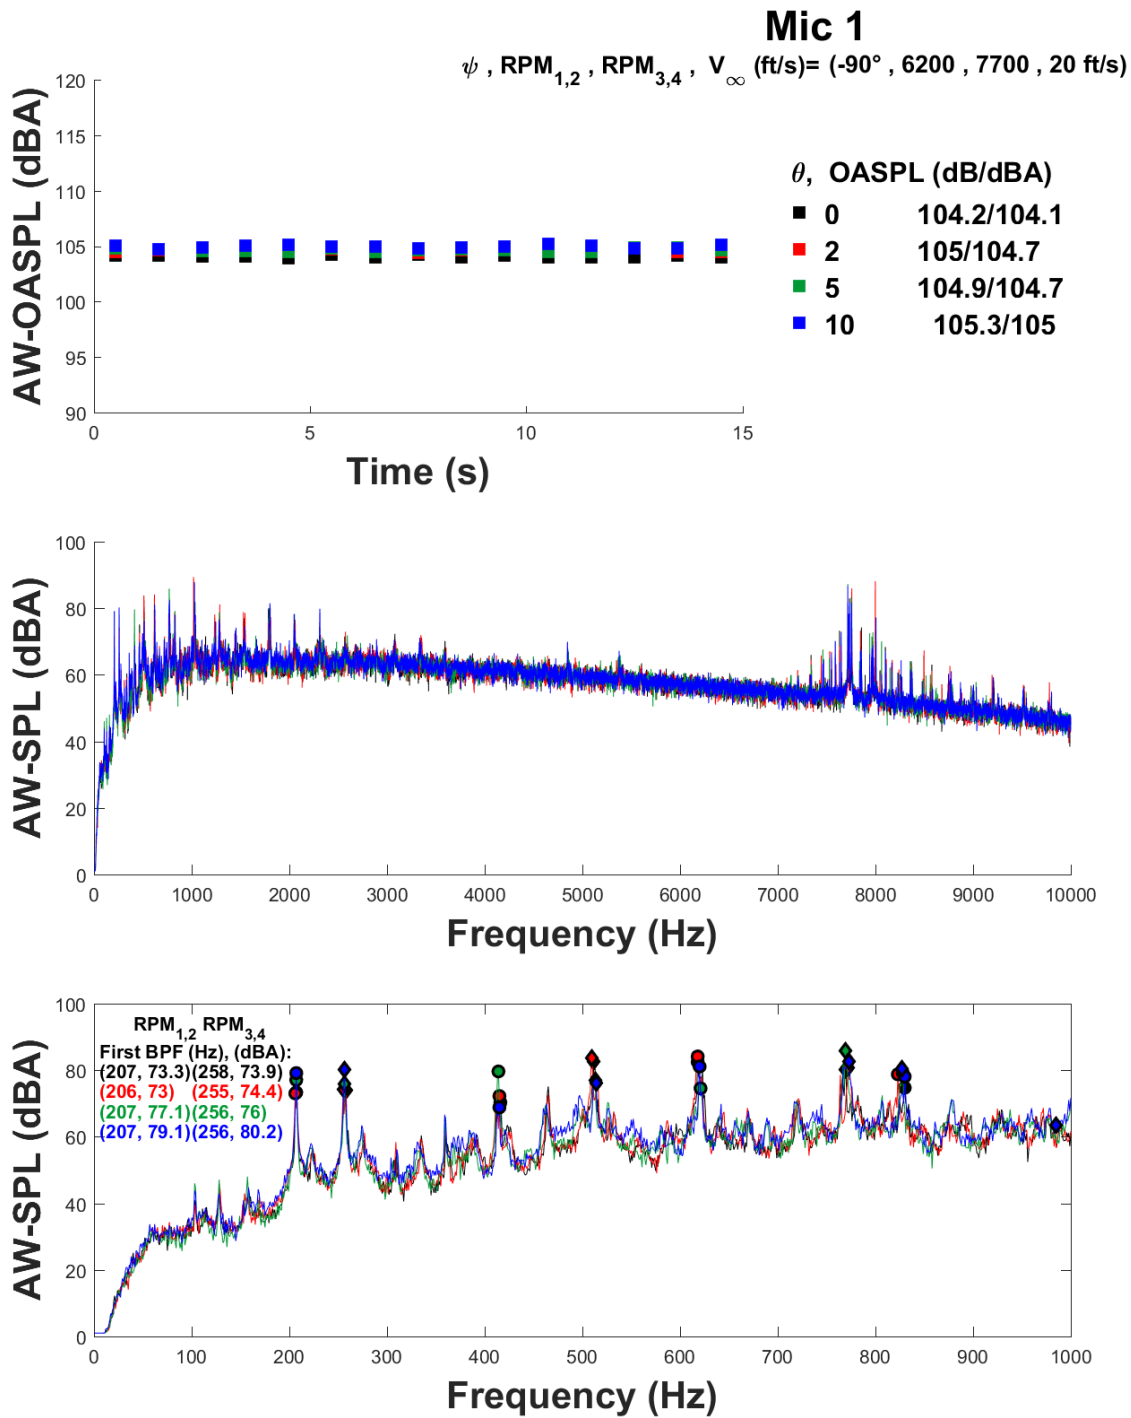 Mic 1
ψ , RPM1,2 , RPM3,4 , V∞ (ft/s)= (-90° , 6200 , 7700 , 20 ft/s)
AW-OASPL (dBA)
120
115
110
105
100
95
90
0 5 10 15
Time (s)
θ, OASPL (dB/dBA)
0 104.2/104.1
2 105/104.7
5 104.9/104.7
10 105.3/105
AW-SPL (dBA)
100
80
60
40
20
0
0 1000 2000 3000 4000 5000 6000 7000 8000 9000 10000
Frequency (Hz)
AW-SPL (dBA)
100
80
60
40
20
0
RPM1,2 RPM3,4
First BPF (Hz), (dBA):
(207, 73.3)(258, 73.9)
(206, 73) (255, 74.4)
(207, 77.1)(256, 76)
(207, 79.1)(256, 80.2)
0 100 200 300 400 500 600 700 800 900 1000
Frequency (Hz)